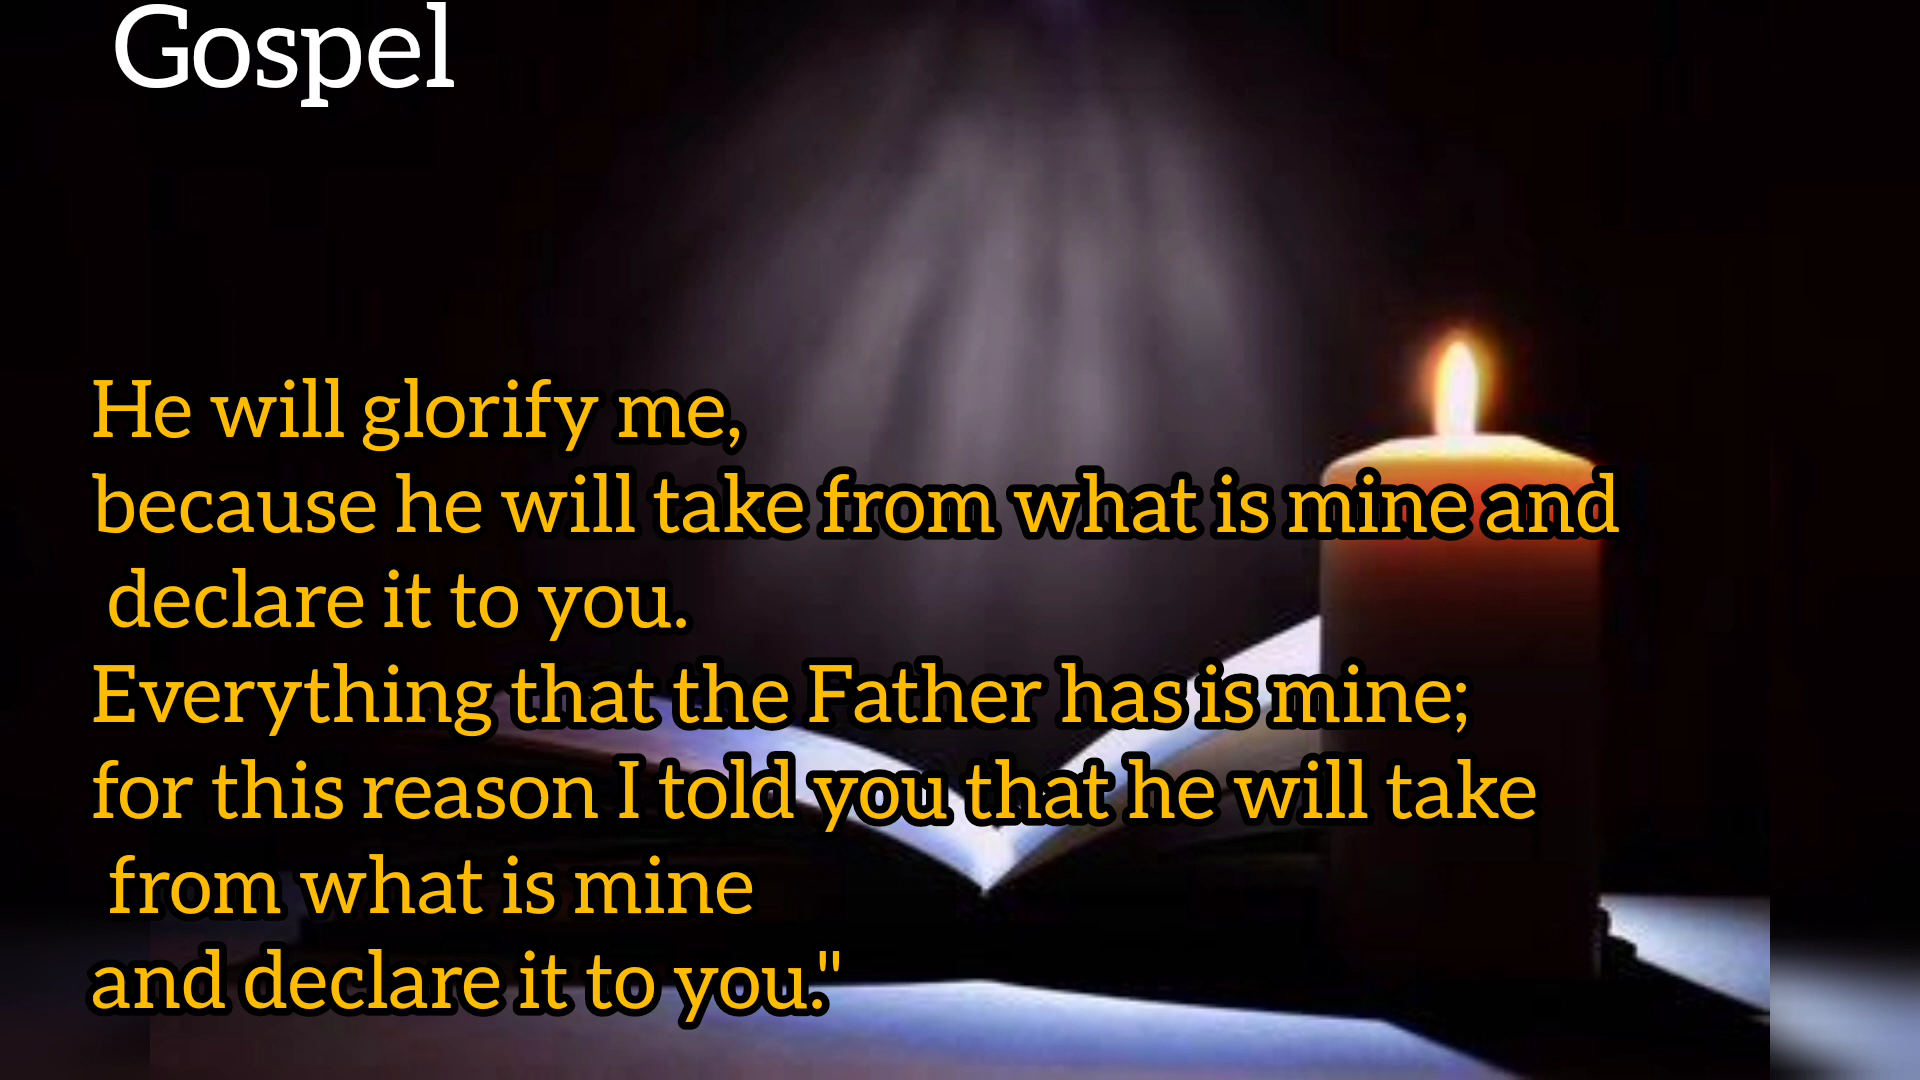 Gospel
He will glorify me,
because he will take from what is mine and
declare it to you.
Everything that the Father has is mine;
for this reason I told you that he will take
from what is mine
and declare it to you."